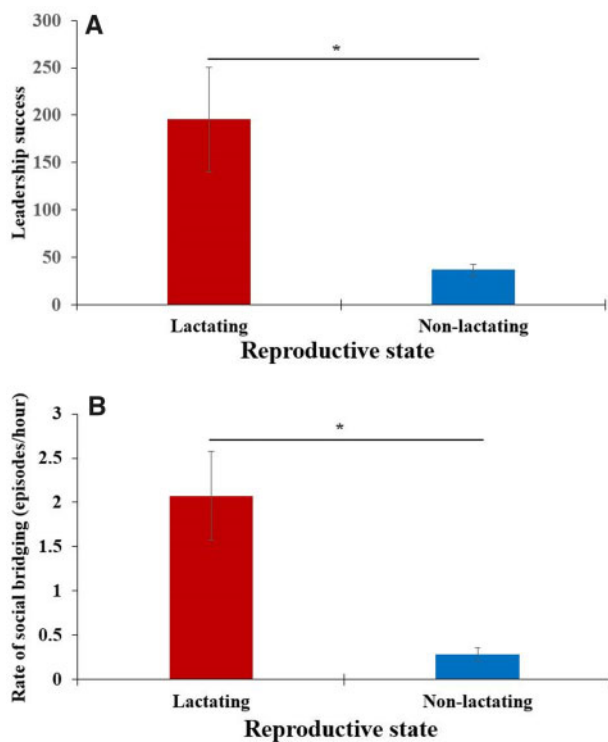 A
Leadership success
300
250
200
150
100
50
0
*
Lactating
Non-lactating
Reproductive state
B
Rate of social bridging (episodes/hour)
3
2.5
2
1.5
1
0.5
0
*
Lactating
Non-lactating
Reproductive state